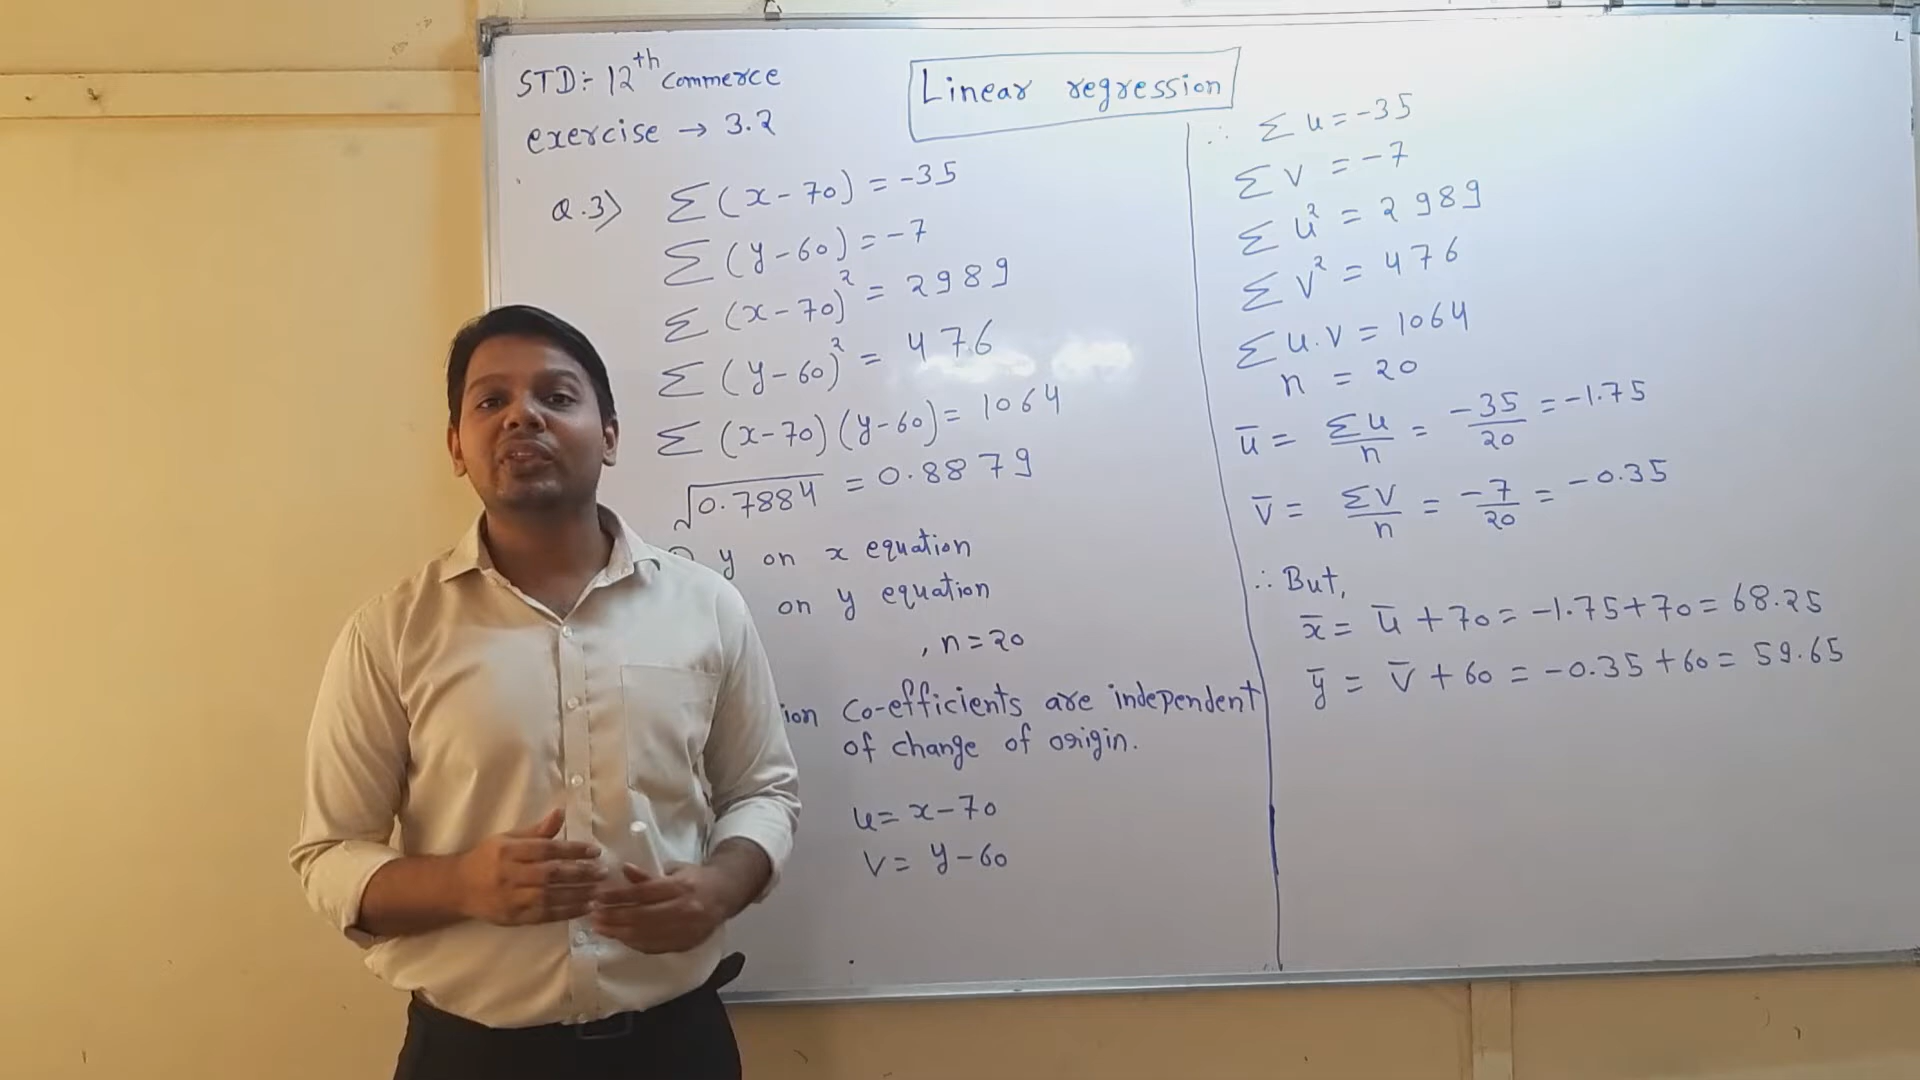 STD:- 12th commerce
exercise → 3.2
Linear regression
Q.3) Σ(x-70) = -35
Σ(y-60) = -7
Σ(x-70)² = 2989
Σ(y-60)² = 476
Σ(x-70)(y-60) = 1064
√0.7884 = 0.8879
y on x equation
on y equation
, n=20
ion co-efficients are independent
of change of origin.
u = x-70
v = y-60
∴ Σu = -35
Σv = -7
Σu² = 2989
Σv² = 476
Σu.v = 1064
n = 20
ū = Σu/n = -35/20 = -1.75
v̄ = Σv/n = -7/20 = -0.35
∴ But,
x̄ = ū + 70 = -1.75+70 = 68.25
ȳ = v̄ + 60 = -0.35+60 = 59.65